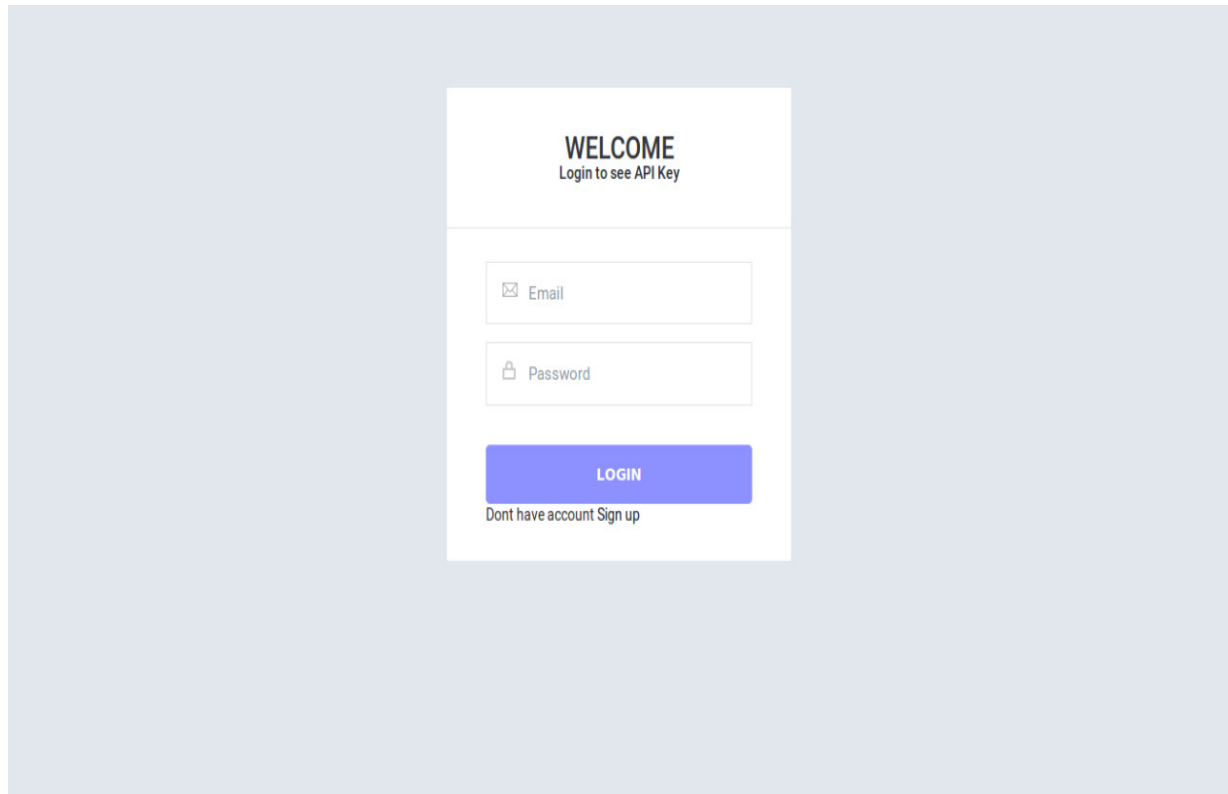 WELCOME
Login to see API Key
Email
Password
LOGIN
Dont have account Sign up